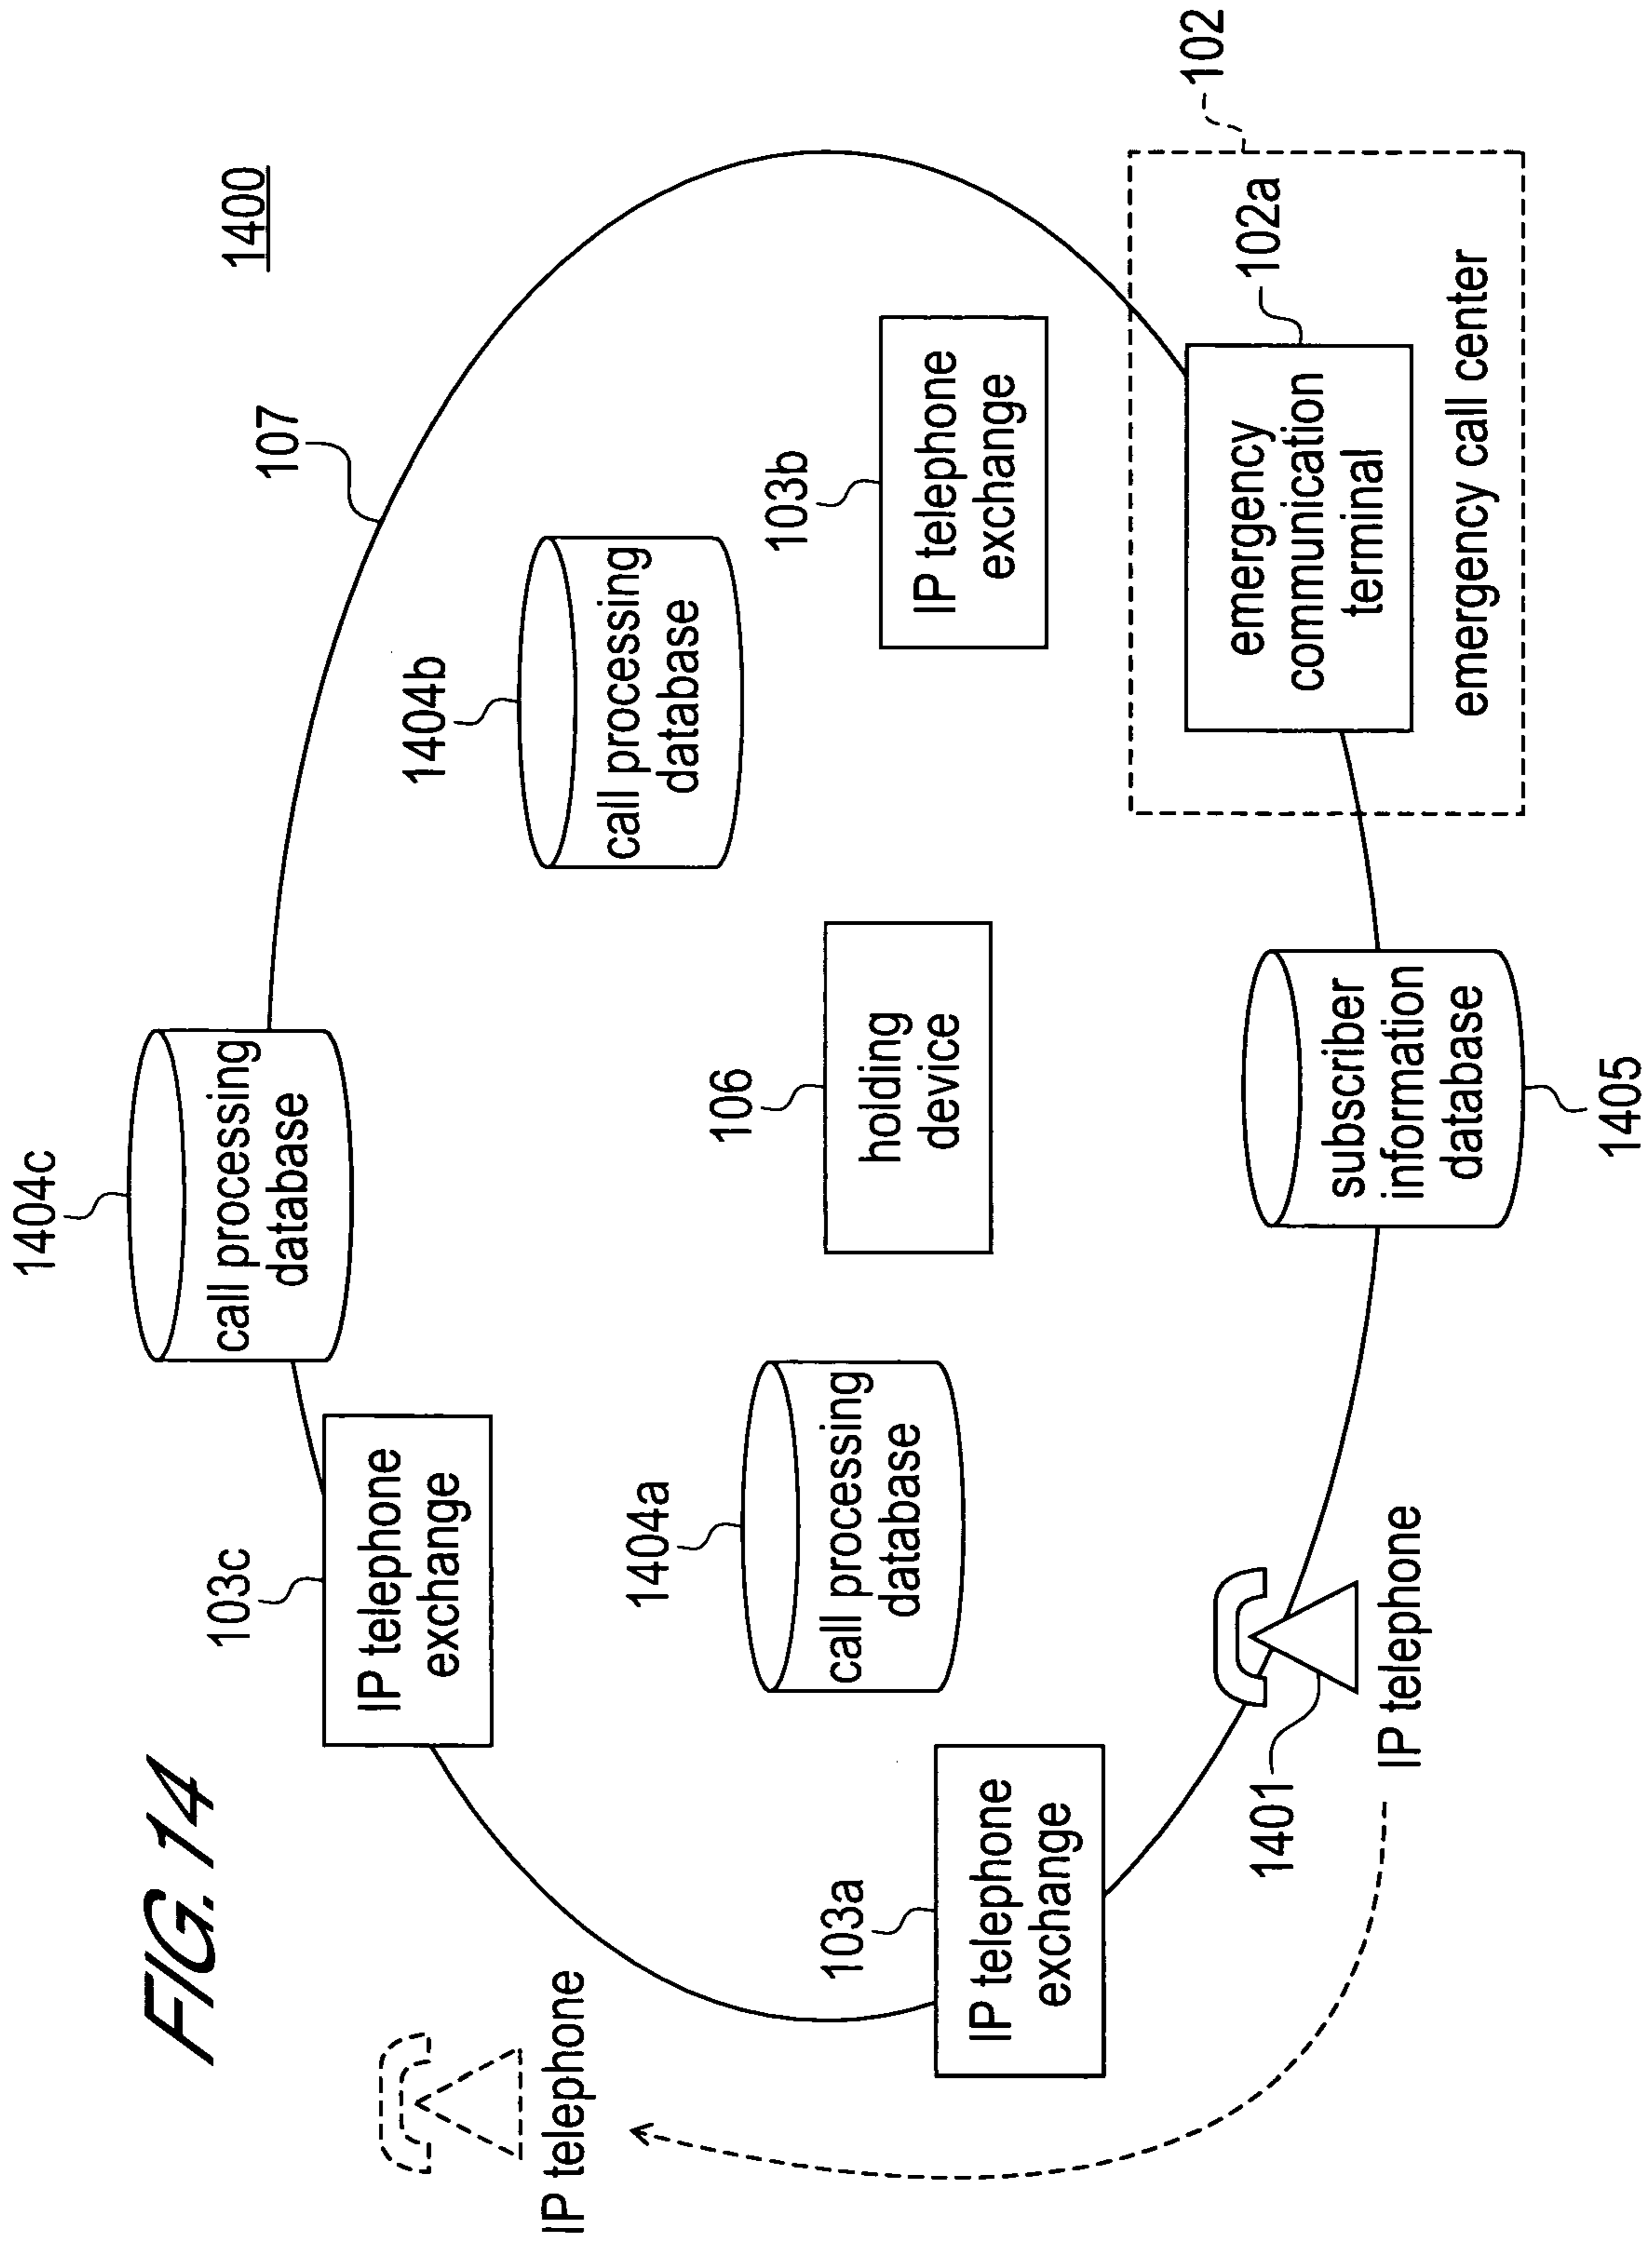 FIG. 14
1400
1404c
call processing
database
107
103c
IP telephone
exchange
1404b
call processing
database
IP telephone
1404a
call processing
database
106
holding
device
103b
IP telephone
exchange
103a
IP telephone
exchange
102
102a
emergency
communication
terminal
emergency call center
subscriber
information
database
1405
1401
IP telephone